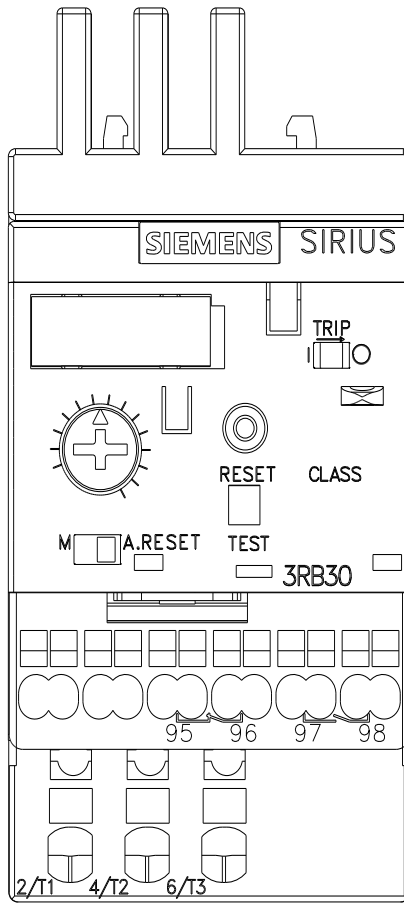 SIEMENS SIRIUS
TRIP
I O
RESET CLASS
M A.RESET TEST
3RB30
95 96 97 98
2/T1 4/T2 6/T3